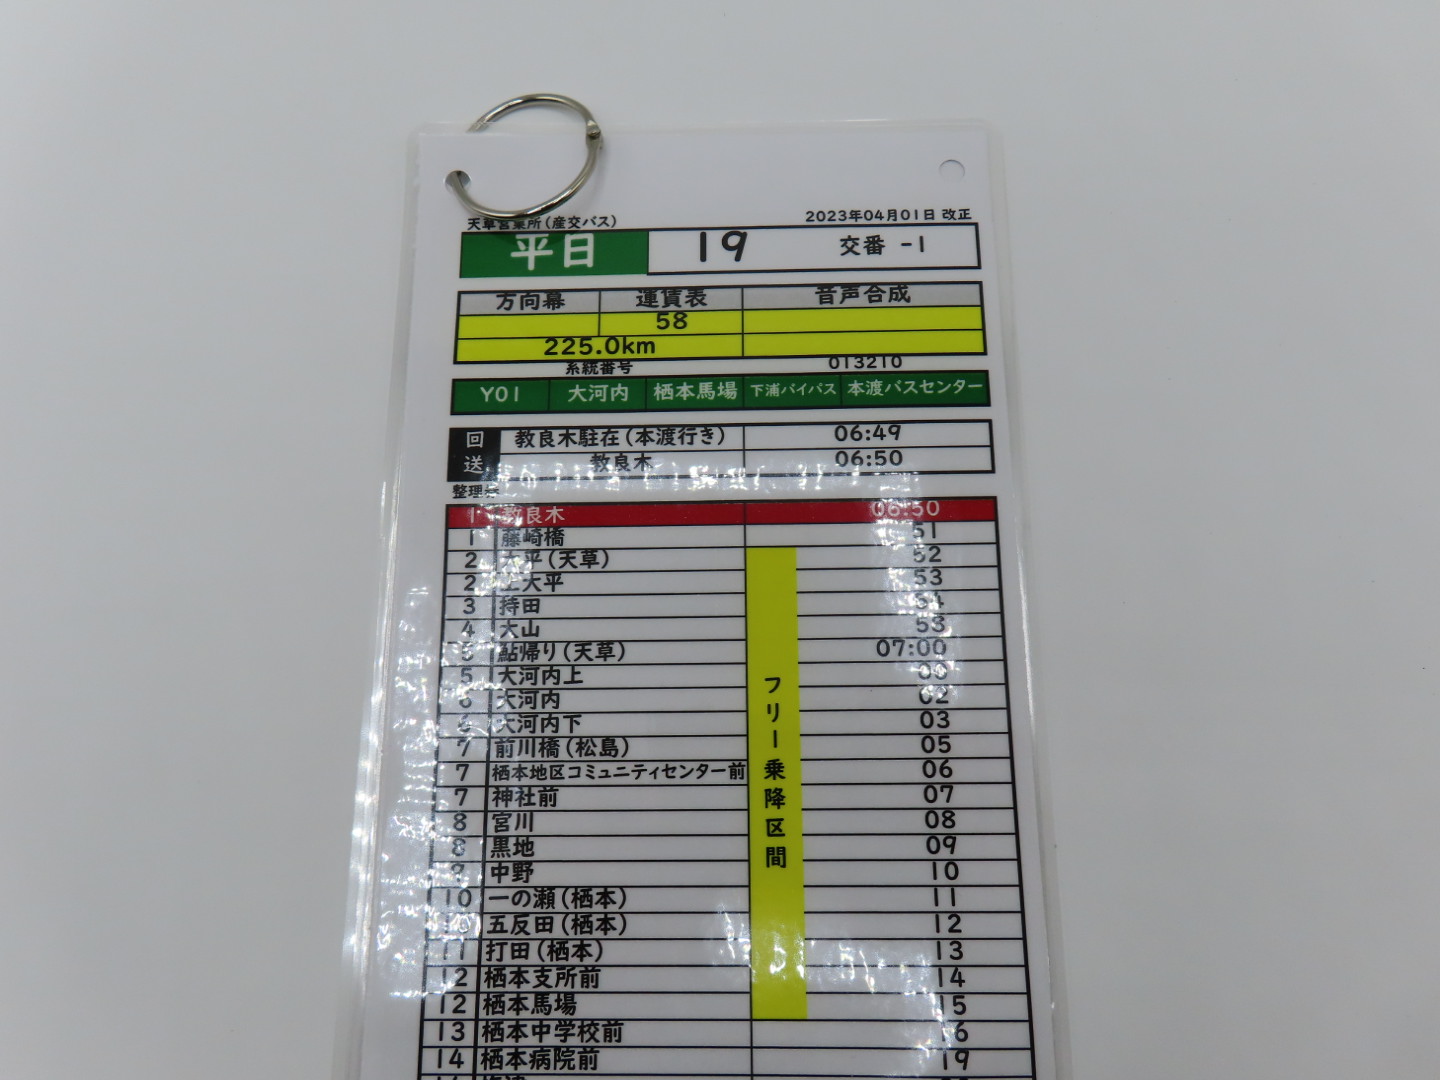 天草営業所(産交バス)
2023年04月01日 改正
平日 19 交番 -1
方向幕 運賃表 音声合成
58
225.0km
系統番号 013210
Y01 大河内 栖本馬場 下浦バイパス 本渡バスセンター
回送 教良木駐在(本渡行き) 06:49
教良木 06:50
整理
1 教良木 06:50
1 藤崎橋 51
2 大平(天草) 52
2 上大平 53
3 持田 54
4 大山
5 鮎帰り(天草) 07:00
5 大河内上 00
6 大河内 02
6 大河内下 03
7 前川橋(松島) 05
7 栖本地区コミュニティセンター前 06
7 神社前 07
8 宮川 08
8 黒地 09
9 中野 10
10 一の瀬(栖本) 11
10 五反田(栖本) 12
11 打田(栖本) 13
12 栖本支所前 14
12 栖本馬場 15
13 栖本中学校前 16
14 栖本病院前 19
フリー乗降区間